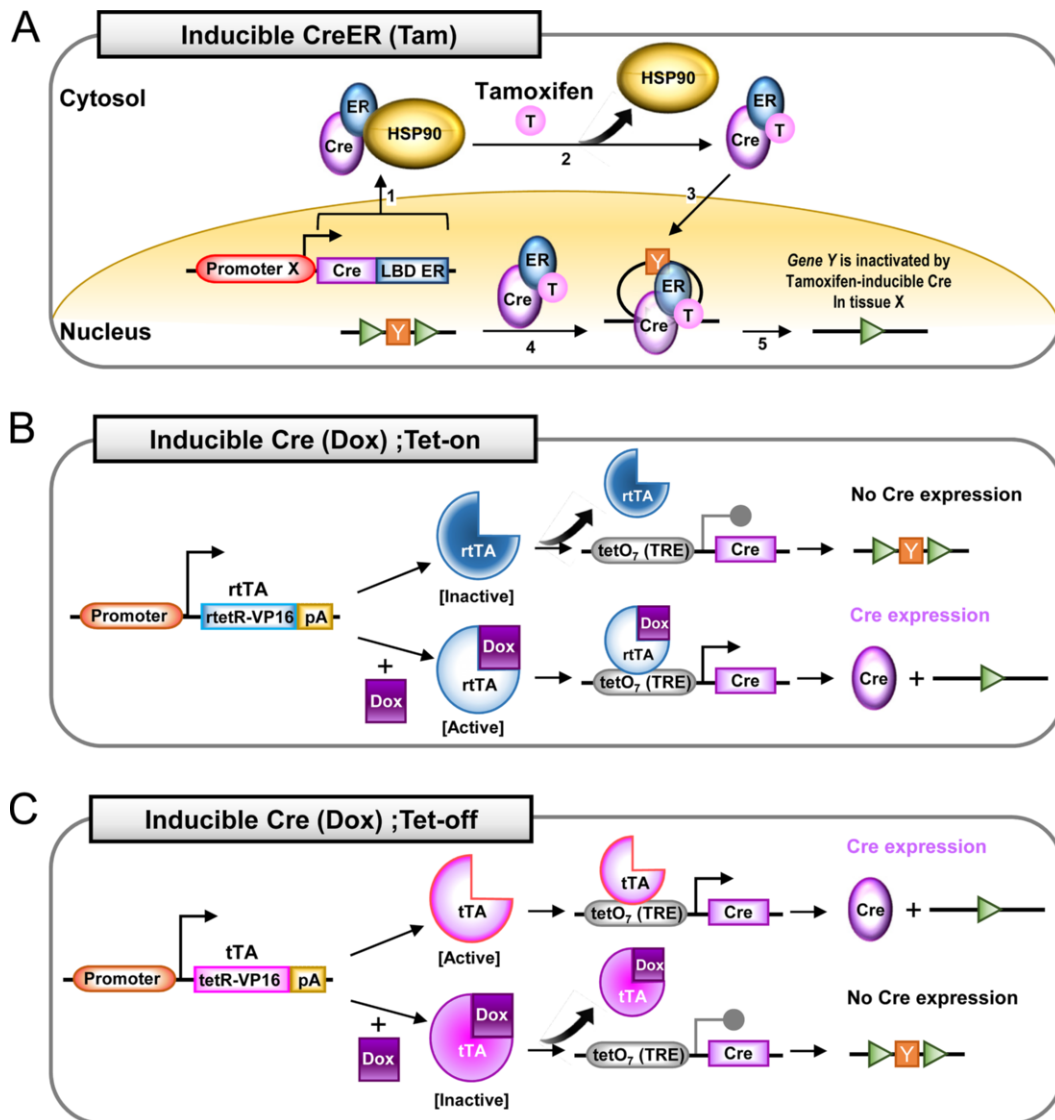 A
Inducible CreER (Tam)
Cytosol
ER
Cre
HSP90
Tamoxifen
T
HSP90
2
ER
Cre
T
1
3
Promoter X
Cre
LBD ER
ER
Cre
T
Y
ER
Cre
T
Gene Y is inactivated by
Tamoxifen-inducible Cre
In tissue X
Nucleus
Y
4
5
B
Inducible Cre (Dox) ;Tet-on
rtTA
Promoter
rtetR-VP16
pA
rtTA
[Inactive]
rtTA
tetO7 (TRE)
Cre
No Cre expression
Y
+
Dox
Dox
rtTA
[Active]
Dox
rtTA
tetO7 (TRE)
Cre
Cre expression
Cre
+
C
Inducible Cre (Dox) ;Tet-off
tTA
Promoter
tetR-VP16
pA
tTA
[Active]
tTA
tetO7 (TRE)
Cre
Cre expression
Cre
+
+
Dox
Dox
tTA
[Inactive]
Dox
tTA
tetO7 (TRE)
Cre
No Cre expression
Y